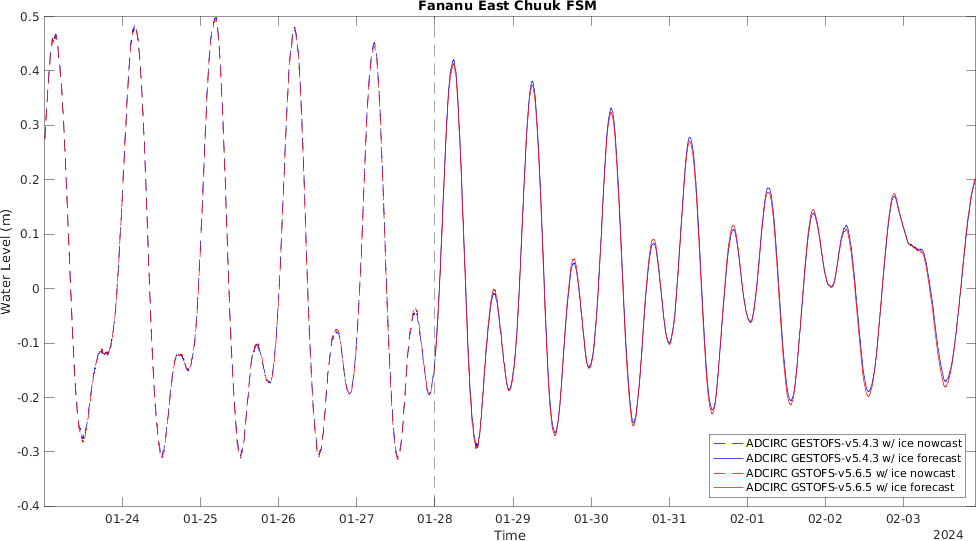 Fananu East Chuuk FSM
0.5
0.4
0.3
0.2
0.1
0
-0.1
-0.2
-0.3
-0.4
Water Level (m)
01-24 01-25 01-26 01-27 01-28 01-29 01-30 01-31 02-01 02-02 02-03
Time
2024
ADCIRC GESTOFS-v5.4.3 w/ ice nowcast
ADCIRC GESTOFS-v5.4.3 w/ ice forecast
ADCIRC GSTOFS-v5.6.5 w/ ice nowcast
ADCIRC GSTOFS-v5.6.5 w/ ice forecast